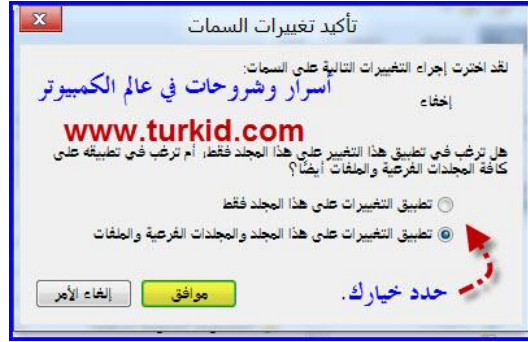 تأكيد تغييرات السمات
لقد اخترت إجراء التغييرات التالية على السمات:
أسرار وشروحات في عالم الكمبيوتر
إخفاء
www.turkid.com
هل ترغب في تطبيق هذا التغيير على هذا المجلد فقط، أم ترغب في تطبيقه على
كافة المجلدات الفرعية والملفات أيضًا؟
تطبيق التغييرات على هذا المجلد فقط
تطبيق التغييرات على هذا المجلد والمجلدات الفرعية والملفات
حدد خيارك.
موافق
إلغاء الأمر